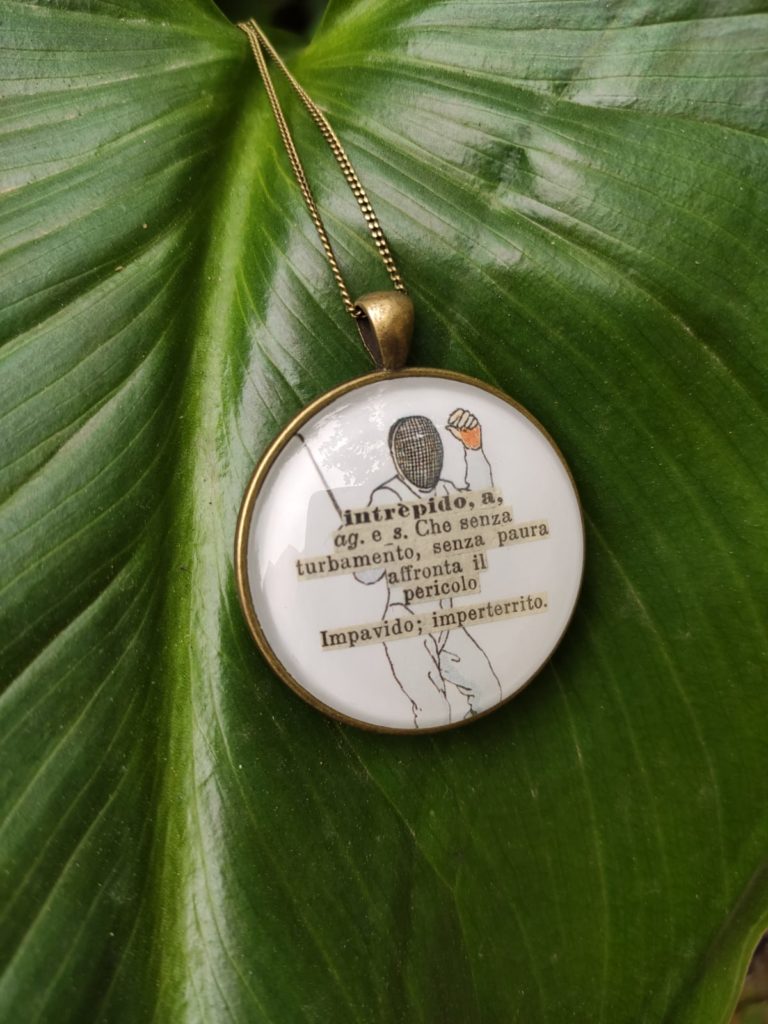 intrèpido, a,
ag. e s. Che senza
turbamento, senza paura
affronta il
pericolo
Impavido; imperterrito.